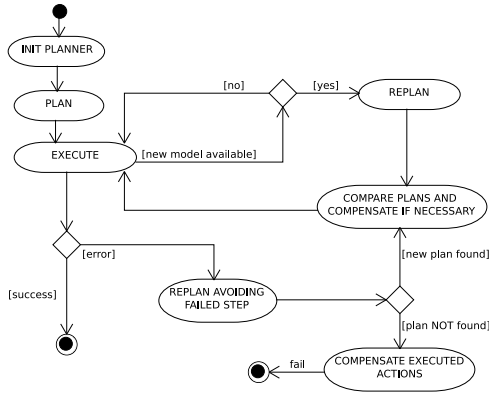 INIT PLANNER
[no]
[yes]
REPLAN
PLAN
EXECUTE
[new model available]
COMPARE PLANS AND
COMPENSATE IF NECESSARY
[error]
[new plan found]
[success]
REPLAN AVOIDING
FAILED STEP
[plan NOT found]
fail
COMPENSATE EXECUTED
ACTIONS